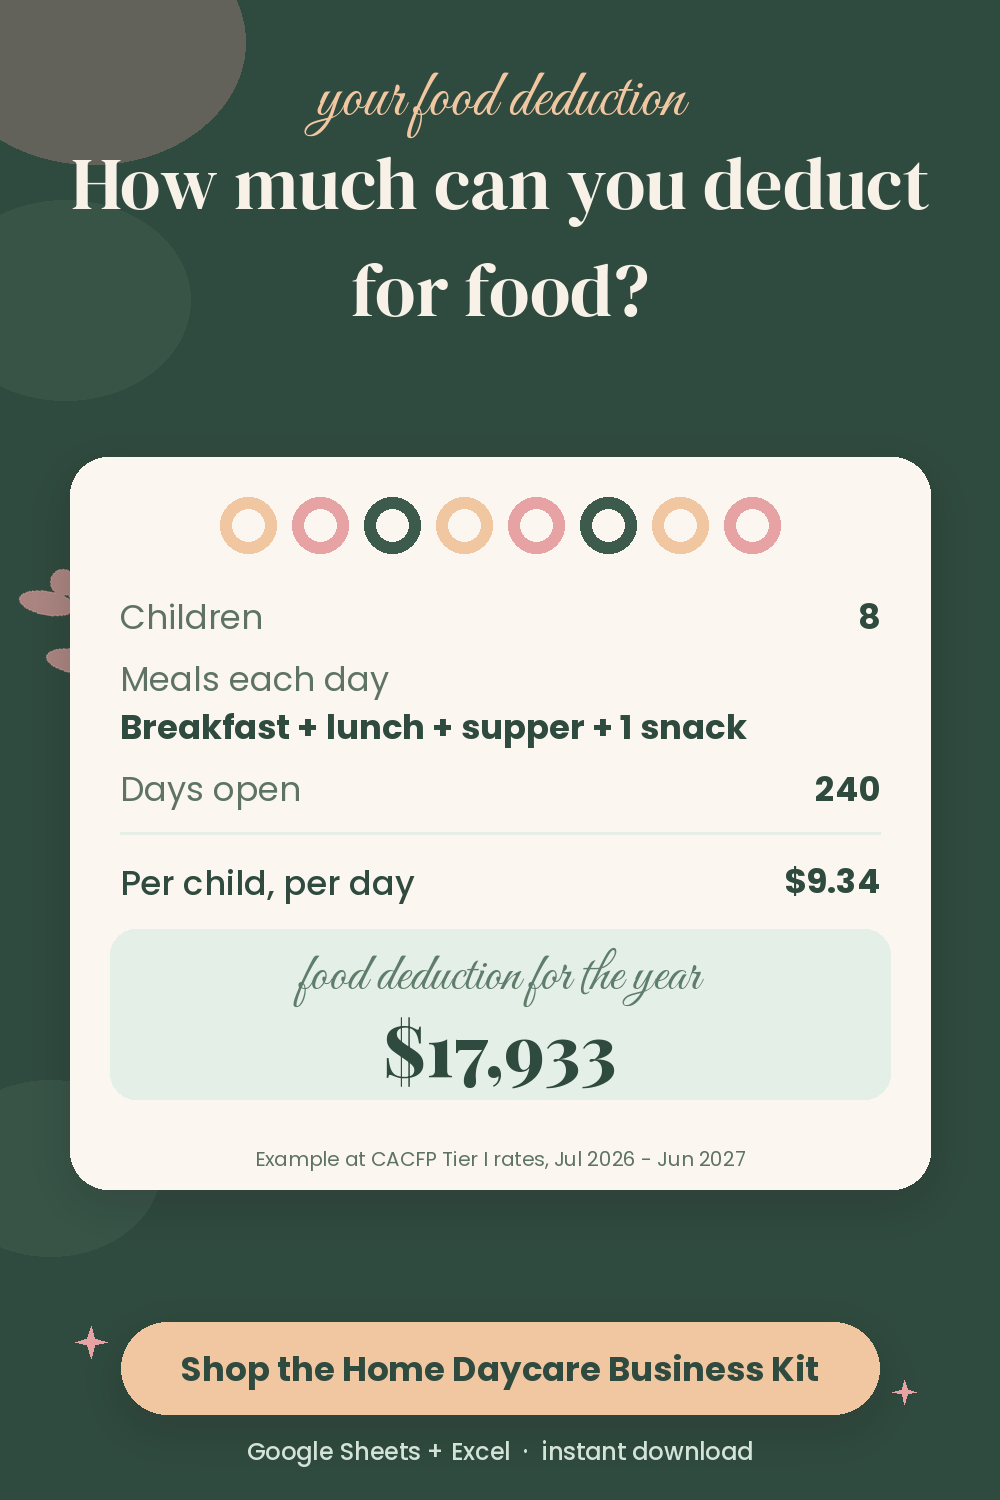 your food deduction
How much can you deduct
for food?
Children 8
Meals each day
Breakfast + lunch + supper + 1 snack
Days open 240
Per child, per day $9.34
food deduction for the year
$17,933
Example at CACFP Tier I rates, Jul 2026 - Jun 2027
Shop the Home Daycare Business Kit
Google Sheets + Excel · instant download